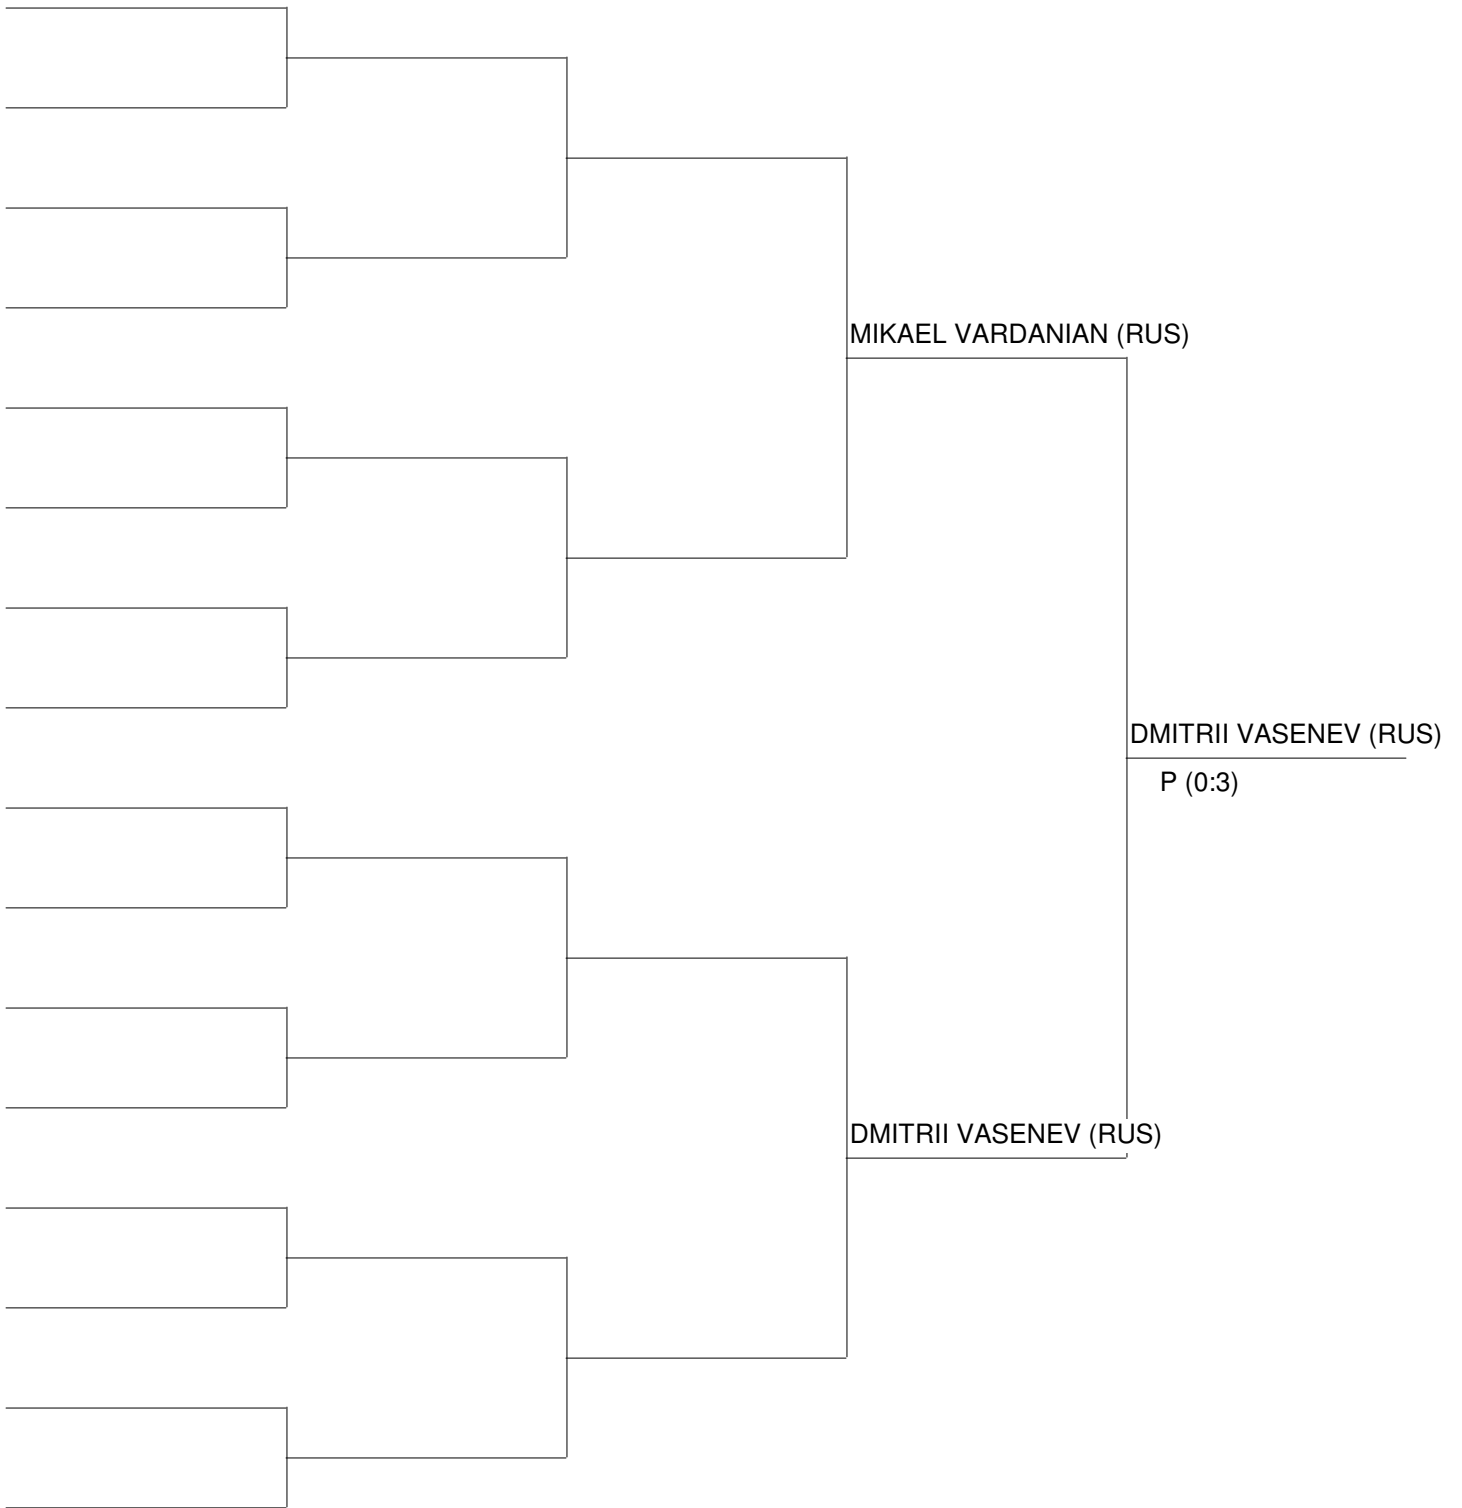 MIKAEL VARDANIAN (RUS)
DMITRII VASENEV (RUS)
P (0:3)
DMITRII VASENEV (RUS)